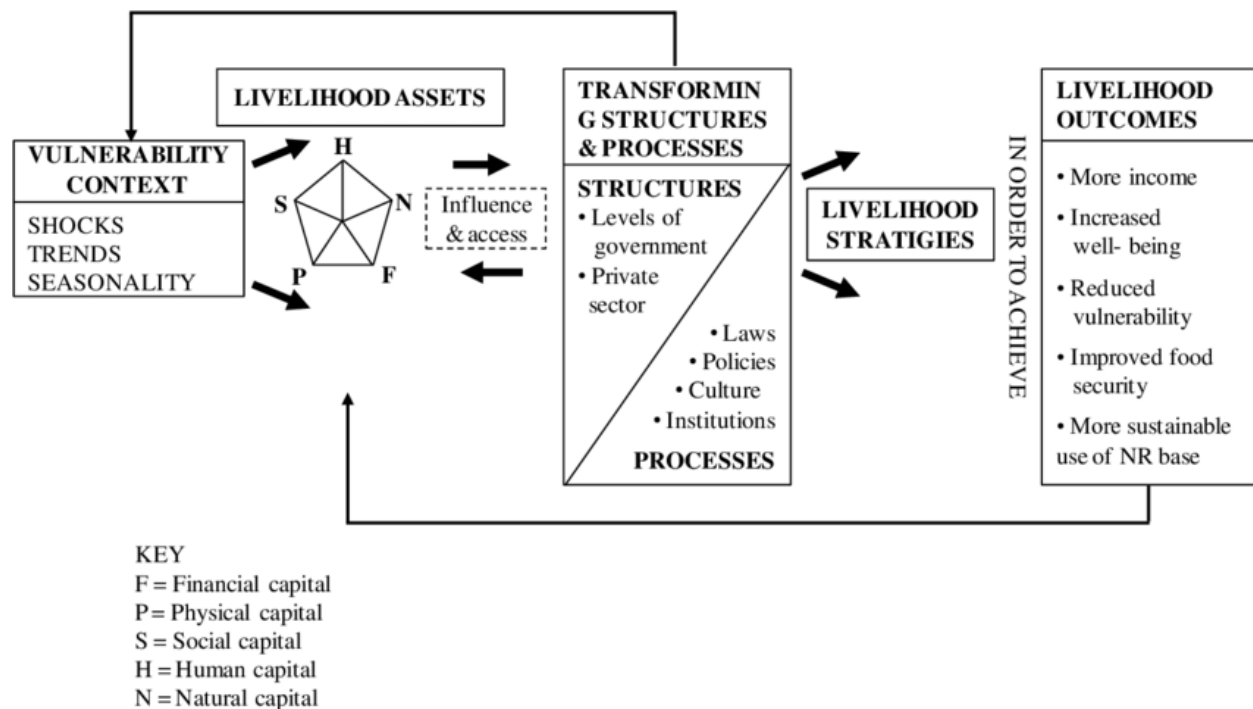 LIVELIHOOD ASSETS
VULNERABILITY
CONTEXT
SHOCKS
TRENDS
SEASONALITY
H
S
N
P
F
Influence
& access
TRANSFORMIN
G STRUCTURES
& PROCESSES
STRUCTURES
• Levels of
government
• Private
sector
• Laws
• Policies
• Culture
• Institutions
PROCESSES
LIVELIHOOD
STRATIGIES
IN ORDER TO ACHIEVE
LIVELIHOOD
OUTCOMES
• More income
• Increased
well- being
• Reduced
vulnerability
• Improved food
security
• More sustainable
use of NR base
KEY
F = Financial capital
P = Physical capital
S = Social capital
H = Human capital
N = Natural capital